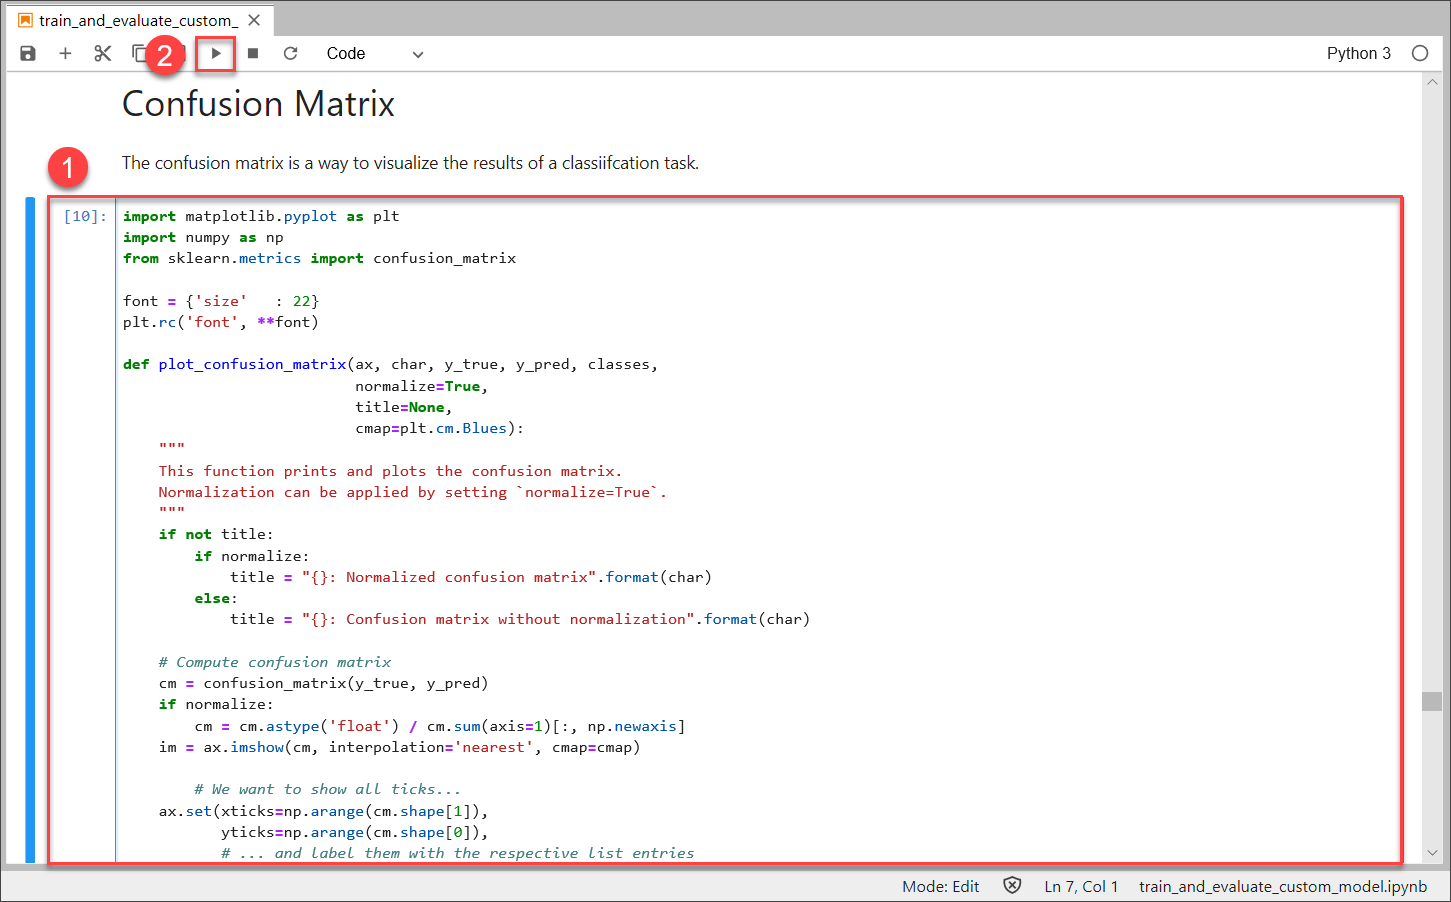 train_and_evaluate_custom_
2
Code
Python 3
Confusion Matrix
1
The confusion matrix is a way to visualize the results of a classiifcation task.
[10]:
import matplotlib.pyplot as plt
import numpy as np
from sklearn.metrics import confusion_matrix
font = {'size'   : 22}
plt.rc('font', **font)
def plot_confusion_matrix(ax, char, y_true, y_pred, classes,
                          normalize=True,
                          title=None,
                          cmap=plt.cm.Blues):
    """
    This function prints and plots the confusion matrix.
    Normalization can be applied by setting `normalize=True`.
    """
    if not title:
        if normalize:
            title = "{}: Normalized confusion matrix".format(char)
        else:
            title = "{}: Confusion matrix without normalization".format(char)
    # Compute confusion matrix
    cm = confusion_matrix(y_true, y_pred)
    if normalize:
        cm = cm.astype('float') / cm.sum(axis=1)[:, np.newaxis]
    im = ax.imshow(cm, interpolation='nearest', cmap=cmap)
        # We want to show all ticks...
    ax.set(xticks=np.arange(cm.shape[1]),
           yticks=np.arange(cm.shape[0]),
           # ... and label them with the respective list entries
Mode: Edit
Ln 7, Col 1
train_and_evaluate_custom_model.ipynb